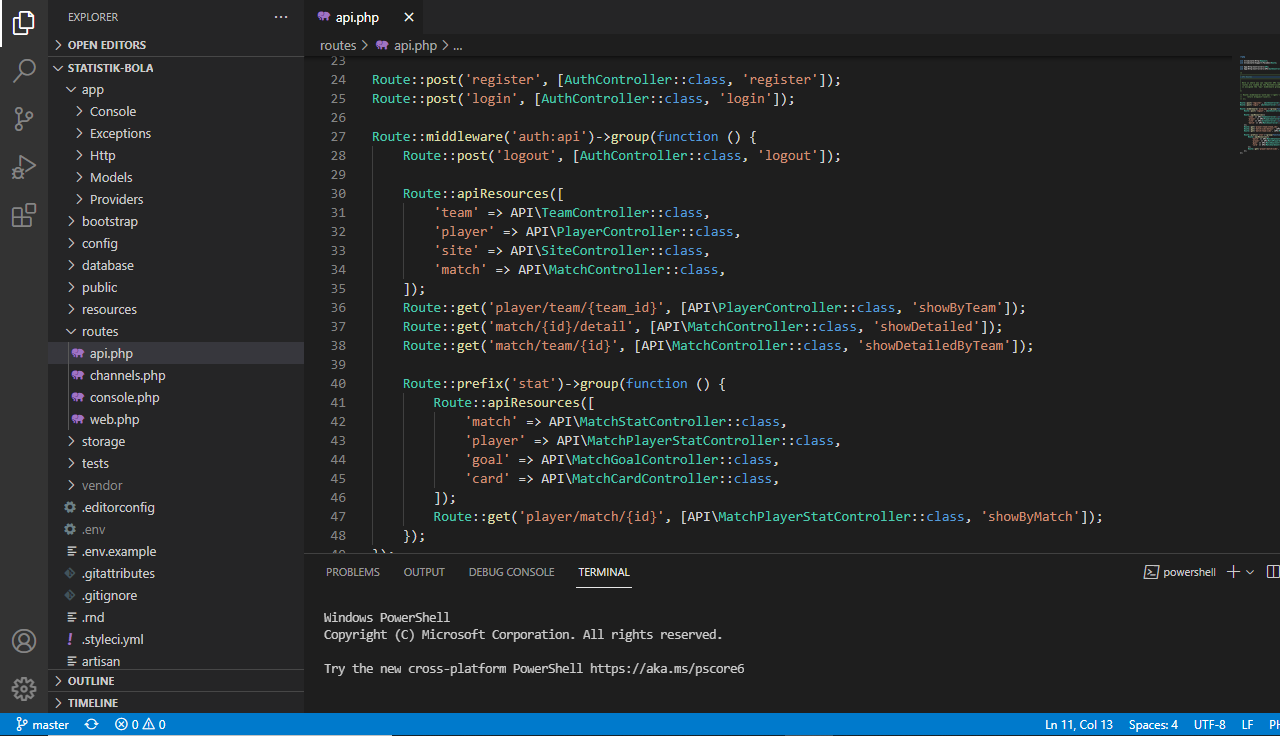 EXPLORER
OPEN EDITORS
STATISTIK-BOLA
app
Console
Exceptions
Http
Models
Providers
bootstrap
config
database
public
resources
routes
api.php
channels.php
console.php
web.php
storage
tests
vendor
.editorconfig
.env
.env.example
.gitattributes
.gitignore
.rnd
.styleci.yml
artisan
OUTLINE
TIMELINE
api.php
routes > api.php > ...
23
24 Route::post('register', [AuthController::class, 'register']);
25 Route::post('login', [AuthController::class, 'login']);
26
27 Route::middleware('auth:api')->group(function () {
28     Route::post('logout', [AuthController::class, 'logout']);
29
30     Route::apiResources([
31         'team' => API\TeamController::class,
32         'player' => API\PlayerController::class,
33         'site' => API\SiteController::class,
34         'match' => API\MatchController::class,
35     ]);
36     Route::get('player/team/{team_id}', [API\PlayerController::class, 'showByTeam']);
37     Route::get('match/{id}/detail', [API\MatchController::class, 'showDetailed']);
38     Route::get('match/team/{id}', [API\MatchController::class, 'showDetailedByTeam']);
39
40     Route::prefix('stat')->group(function () {
41         Route::apiResources([
42             'match' => API\MatchStatController::class,
43             'player' => API\MatchPlayerStatController::class,
44             'goal' => API\MatchGoalController::class,
45             'card' => API\MatchCardController::class,
46         ]);
47         Route::get('player/match/{id}', [API\MatchPlayerStatController::class, 'showByMatch']);
48     });
49 });
PROBLEMS OUTPUT DEBUG CONSOLE TERMINAL powershell
Windows PowerShell
Copyright (C) Microsoft Corporation. All rights reserved.
Try the new cross-platform PowerShell https://aka.ms/pscore6
master 0 0 Ln 11, Col 13 Spaces: 4 UTF-8 LF PH